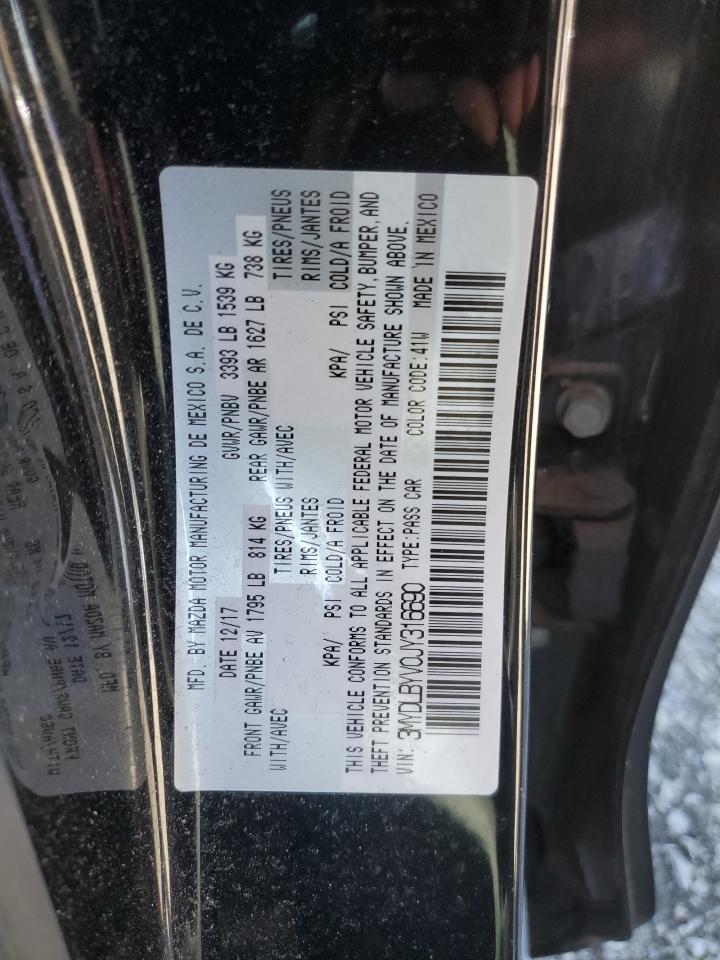 MFD. BY MAZDA MOTOR MANUFACTURING DE MEXICO S.A. DE C.V.
DATE 12/17 GVWR/PNBV 3393 LB 1539 KG
FRONT GAWR/PNBE AV 1795 LB 814 KG REAR GAWR/PNBE AR 1627 LB 738 KG
WITH/AVEC TIRES/PNEUS WITH/AVEC TIRES/PNEUS
RIMS/JANTES RIMS/JANTES
KPA/ PSI COLD/A FROID KPA/ PSI COLD/A FROID
THIS VEHICLE CONFORMS TO ALL APPLICABLE FEDERAL MOTOR VEHICLE SAFETY, BUMPER, AND
THEFT PREVENTION STANDARDS IN EFFECT ON THE DATE OF MANUFACTURE SHOWN ABOVE.
VIN: 3MYDLBYV0JY316690 TYPE:PASS CAR COLOR CODE:41W MADE IN MEXICO